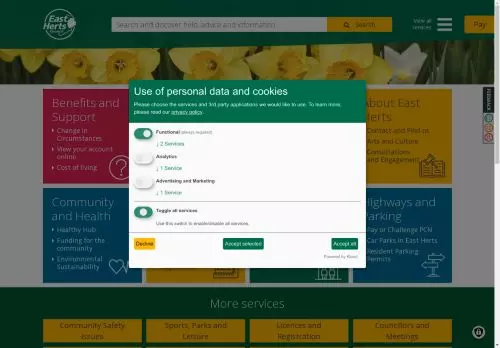 East
Herts
Search and discover help, advice and information
Search
View all
services
Pay
FEEDBACK
Benefits and
Support
Change in
Circumstances
View your account
online
Cost of living
About East
Herts
Contact and Find us
Arts and Culture
Consultations
and Engagement
Use of personal data and cookies
Please choose the services and 3rd party applications we would like to use. To learn more,
please read our privacy policy.
Functional (always required)
↓ 2 Services
Analytics
↓ 1 Service
Advertising and Marketing
↓ 1 Service
Toggle all services
Use this switch to enable/disable all services.
Decline
Accept selected
Accept all
Powered by Klaro!
Community
and Health
Healthy Hub
Funding for the
community
Environmental
Sustainability
Highways and
Parking
Pay or Challenge PCN
Car Parks in East Herts
Resident Parking
Permits
More services
Community Safety
Issues
Sports, Parks and
Leisure
Licences and
Registration
Councillors and
Meetings